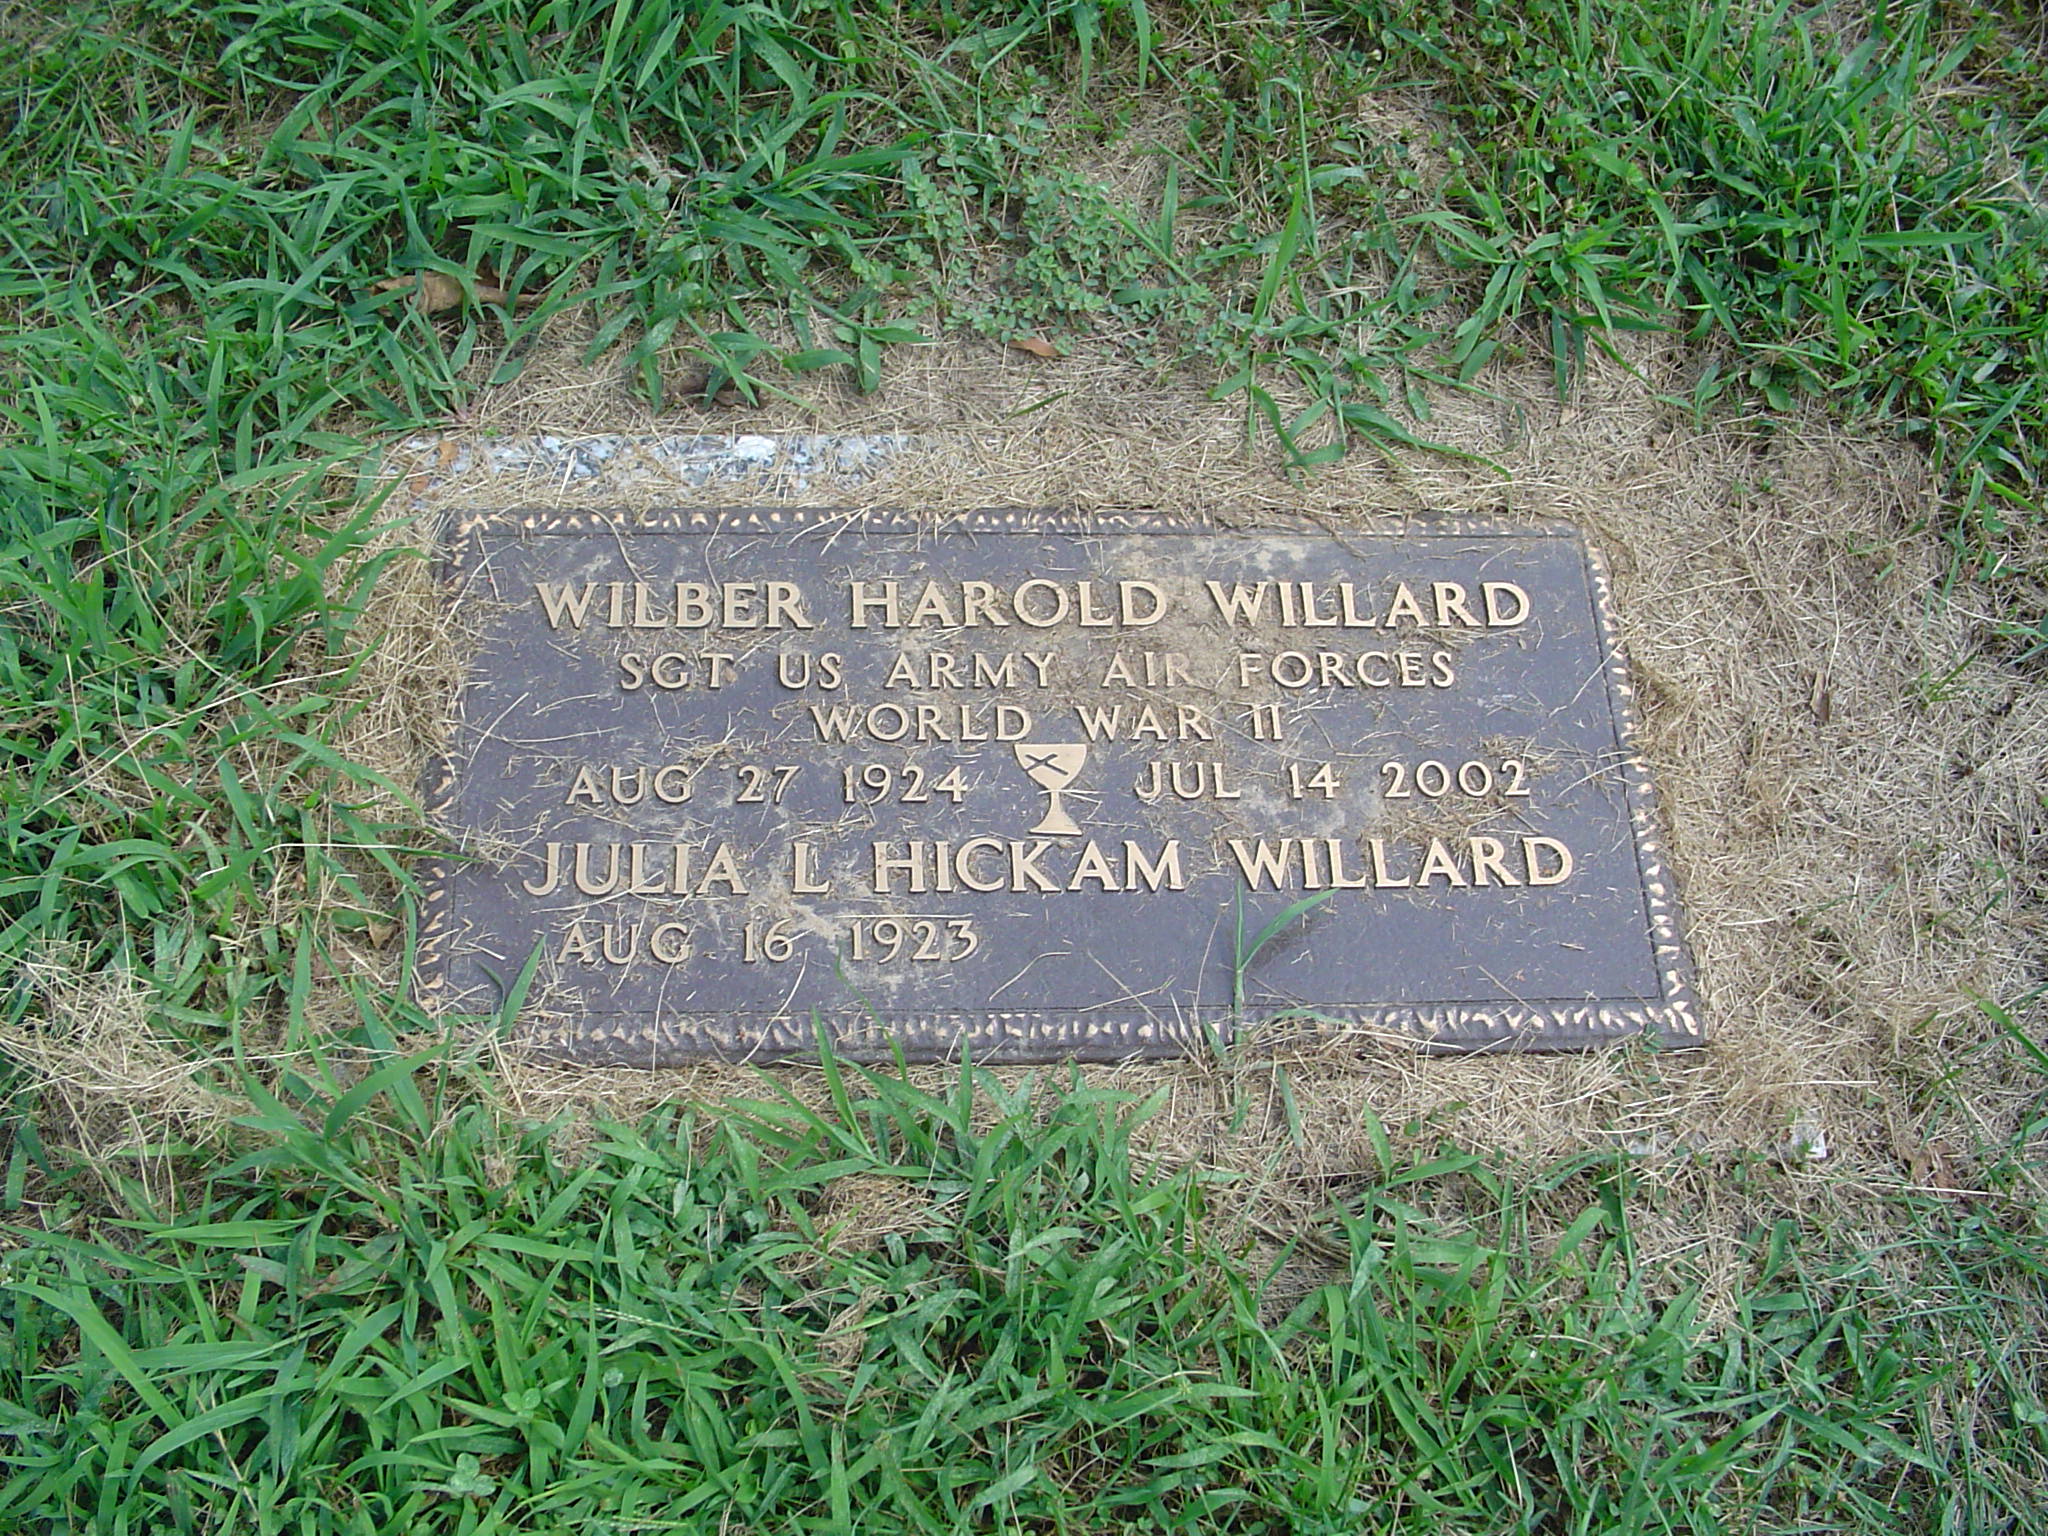 WILBER HAROLD WILLARD
SGT US ARMY AIR FORCES
WORLD WAR II
AUG 27 1924 JUL 14 2002
JULIA L HICKAM WILLARD
AUG 16 1923